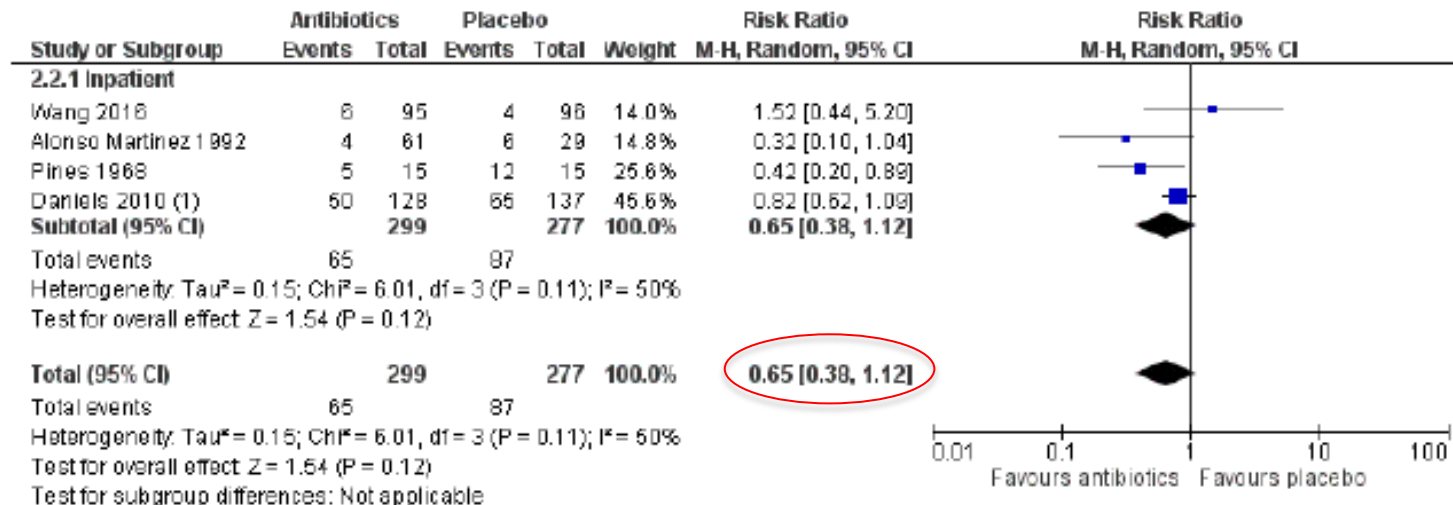 Antibiotics Placebo Risk Ratio Risk Ratio
Study or Subgroup Events Total Events Total Weight M-H, Random, 95% CI M-H, Random, 95% CI
2.2.1 Inpatient
Wang 2016 6 95 4 96 14.0% 1.52 [0.44, 5.20]
Alonso Martinez 1992 4 61 6 29 14.8% 0.32 [0.10, 1.04]
Pines 1968 5 15 12 15 25.6% 0.42 [0.20, 0.89]
Daniels 2010 (1) 50 128 65 137 45.6% 0.82 [0.62, 1.09]
Subtotal (95% CI) 299 277 100.0% 0.65 [0.38, 1.12]
Total events 65 87
Heterogeneity: Tau² = 0.15; Chi² = 6.01, df = 3 (P = 0.11); I² = 50%
Test for overall effect: Z = 1.54 (P = 0.12)
Total (95% CI) 299 277 100.0% 0.65 [0.38, 1.12]
Total events 65 87
Heterogeneity: Tau² = 0.15; Chi² = 6.01, df = 3 (P = 0.11); I² = 50%
Test for overall effect: Z = 1.54 (P = 0.12)
Test for subgroup differences: Not applicable
0.01 0.1 1 10 100
Favours antibiotics Favours placebo